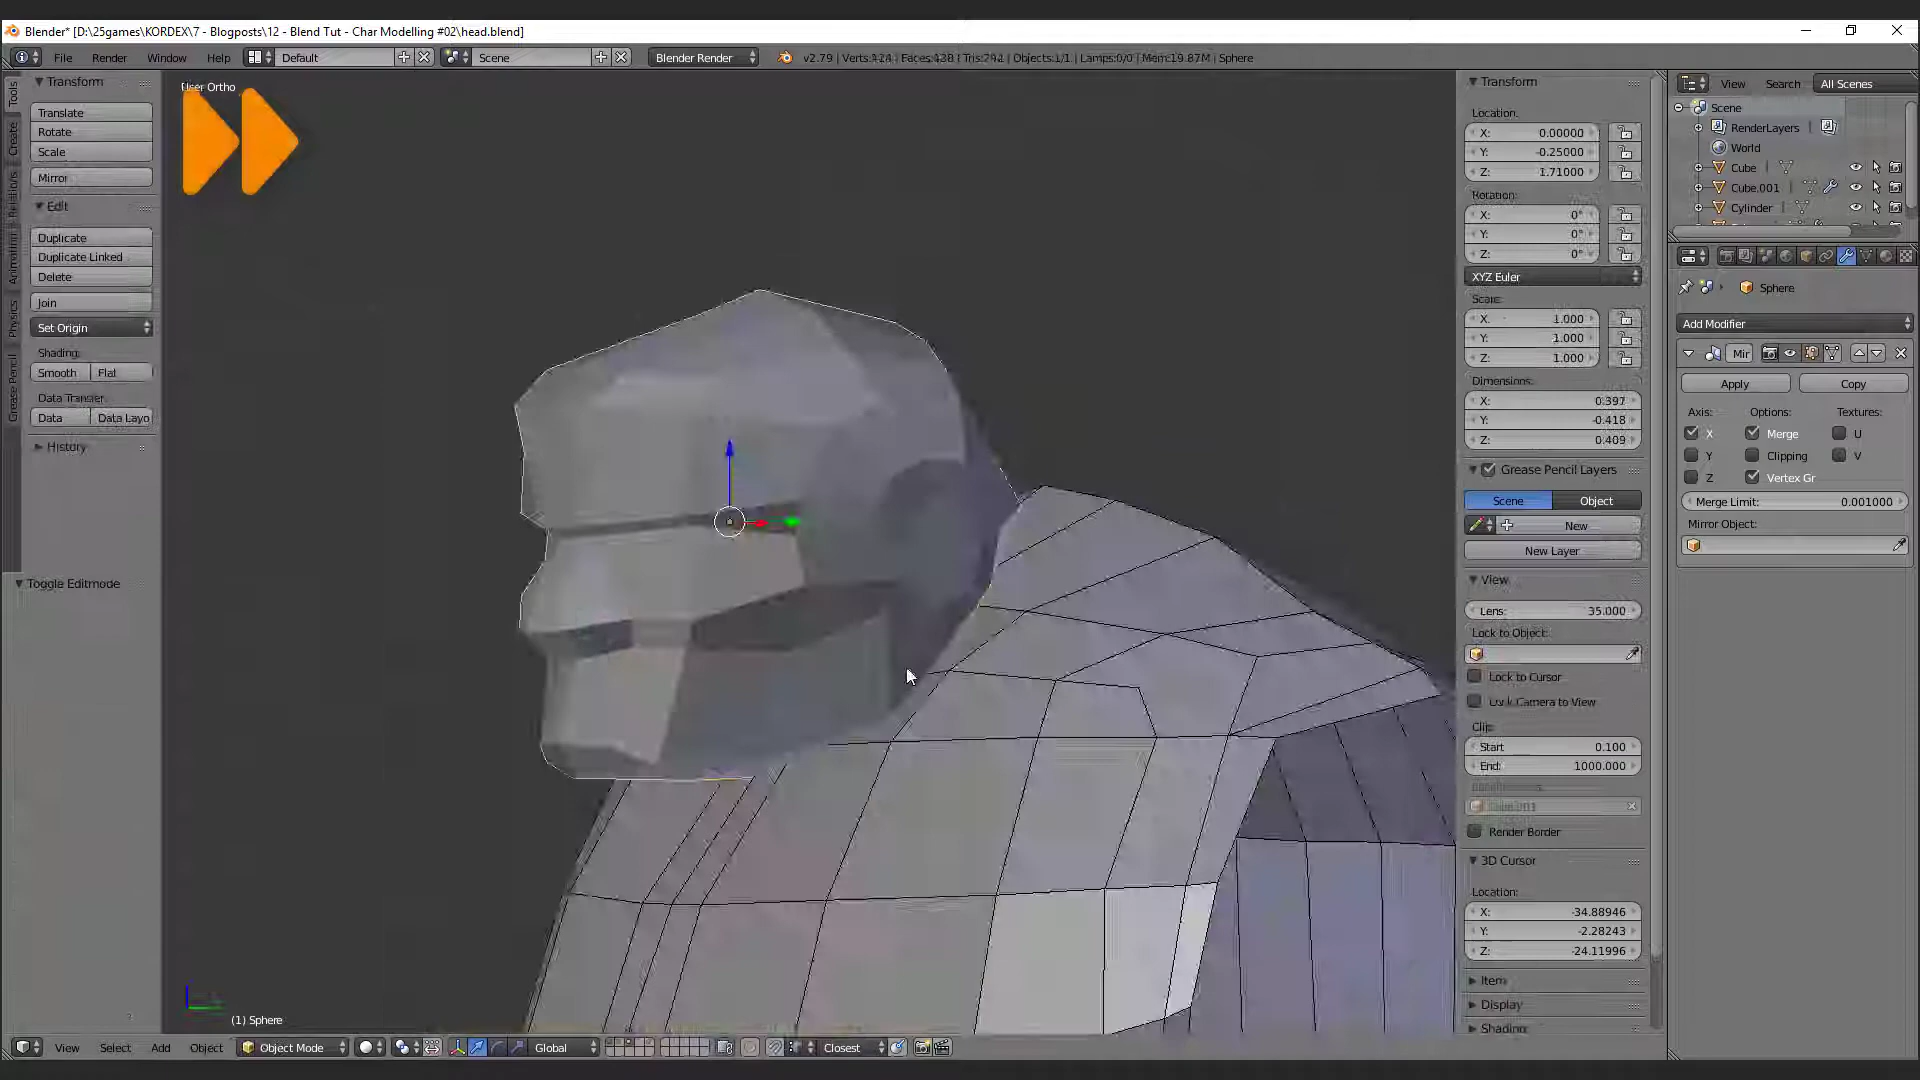 Blender* [D:\25games\KORDEX\7 - Blogposts\12 - Blend Tut - Char Modelling #02\head.blend]
File Render Window Help Default Scene Blender Render v2.79 | Verts:424 | Faces:438 | Tris:794 | Objects:1/1 | Lamps:0/0 | Mem:19.87M | Sphere
Tools
Create
Relations
Animation
Physics
Grease Pencil
Transform
Translate
Rotate
Scale
Mirror
Edit
Duplicate
Duplicate Linked
Delete
Join
Set Origin
Shading:
Smooth Flat
Data Transfer:
Data Data Layo
History
Toggle Editmode
User Ortho
(1) Sphere
View Select Add Object Object Mode Global Closest
Transform
Location:
X: 0.00000
Y: -0.25000
Z: 1.71000
Rotation:
X: 0°
Y: 0°
Z: 0°
XYZ Euler
Scale:
X: 1.000
Y: 1.000
Z: 1.000
Dimensions:
X: 0.397
Y: -0.418
Z: 0.409
Grease Pencil Layers
Scene Object
New
New Layer
View
Lens: 35.000
Lock to Object:
Lock to Cursor
Lock Camera to View
Clip:
Start 0.100
End: 1000.000
Render Border
3D Cursor
Location:
X: -34.88946
Y: -2.28243
Z: -24.11996
Item
Display
Shading
View Search All Scenes
Scene
RenderLayers
World
Cube
Cube.001
Cylinder
Sphere
Add Modifier
Mir
Apply Copy
Axis: Options: Textures:
X Merge U
Y Clipping V
Z Vertex Gr
Merge Limit: 0.001000
Mirror Object: